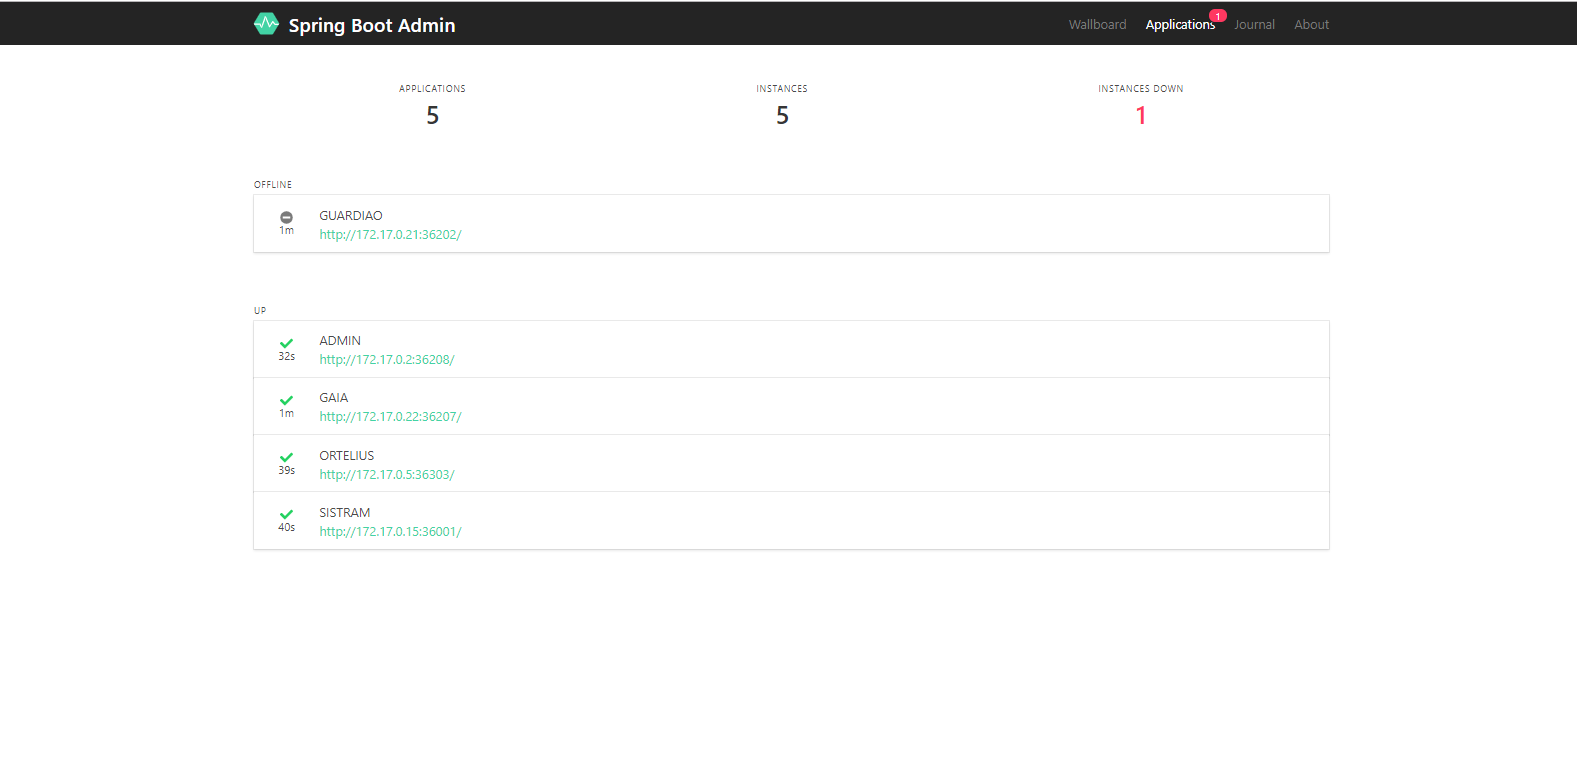 Spring Boot Admin
Wallboard Applications 1 Journal About
APPLICATIONS INSTANCES INSTANCES DOWN
5 5 1
OFFLINE
GUARDIAO
1m http://172.17.0.21:36202/
UP
ADMIN
32s http://172.17.0.2:36208/
GAIA
1m http://172.17.0.22:36207/
ORTELIUS
39s http://172.17.0.5:36303/
SISTRAM
40s http://172.17.0.15:36001/